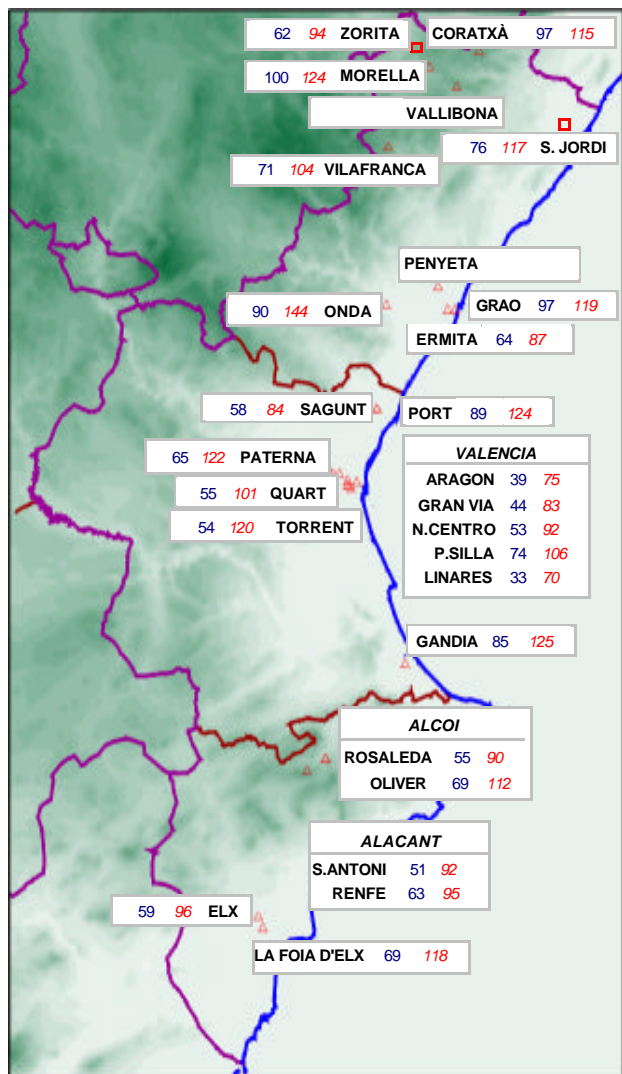 62 94 ZORITA
CORATXÀ 97 115
100 124 MORELLA
VALLIBONA
76 117 S. JORDI
71 104 VILAFRANCA
PENYETA
90 144 ONDA
GRAO 97 119
ERMITA 64 87
58 84 SAGUNT
PORT 89 124
65 122 PATERNA
55 101 QUART
54 120 TORRENT
VALENCIA
ARAGON 39 75
GRAN VIA 44 83
N.CENTRO 53 92
P.SILLA 74 106
LINARES 33 70
GANDIA 85 125
ALCOI
ROSALEDA 55 90
OLIVER 69 112
ALACANT
S.ANTONI 51 92
RENFE 63 95
59 96 ELX
LA FOIA D'ELX 69 118